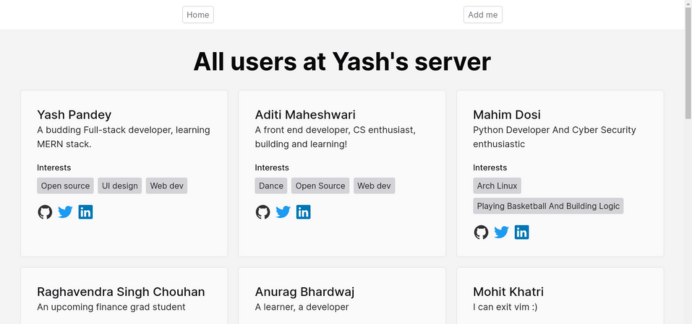 Home
Add me
All users at Yash's server
Yash Pandey
A budding Full-stack developer, learning
MERN stack.
Interests
Open source
UI design
Web dev
Aditi Maheshwari
A front end developer, CS enthusiast,
building and learning!
Interests
Dance
Open Source
Web dev
Mahim Dosi
Python Developer And Cyber Security
enthusiastic
Interests
Arch Linux
Playing Basketball And Building Logic
Raghavendra Singh Chouhan
An upcoming finance grad student
Anurag Bhardwaj
A learner, a developer
Mohit Khatri
I can exit vim :)